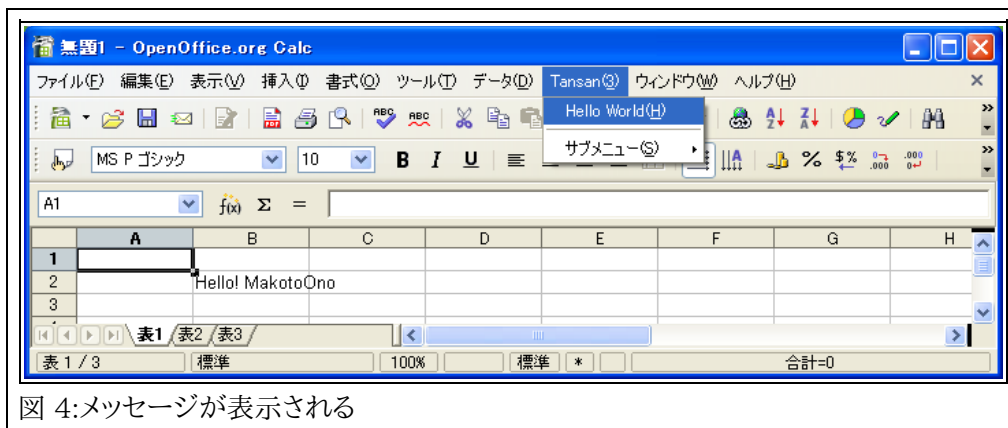 無題1 - OpenOffice.org Calc
ファイル(F) 編集(E) 表示(V) 挿入(I) 書式(O) ツール(T) データ(D) Tansan(3) ウィンドウ(W) ヘルプ(H)
Hello World(H)
サブメニュー(S)
MS P ゴシック 10 B I U
A1 f(x) Σ =
A B C D E F G H
1
2 Hello! MakotoOno
3
表1 表2 表3
表 1 / 3 標準 100% 標準 * 合計=0
図 4:メッセージが表示される